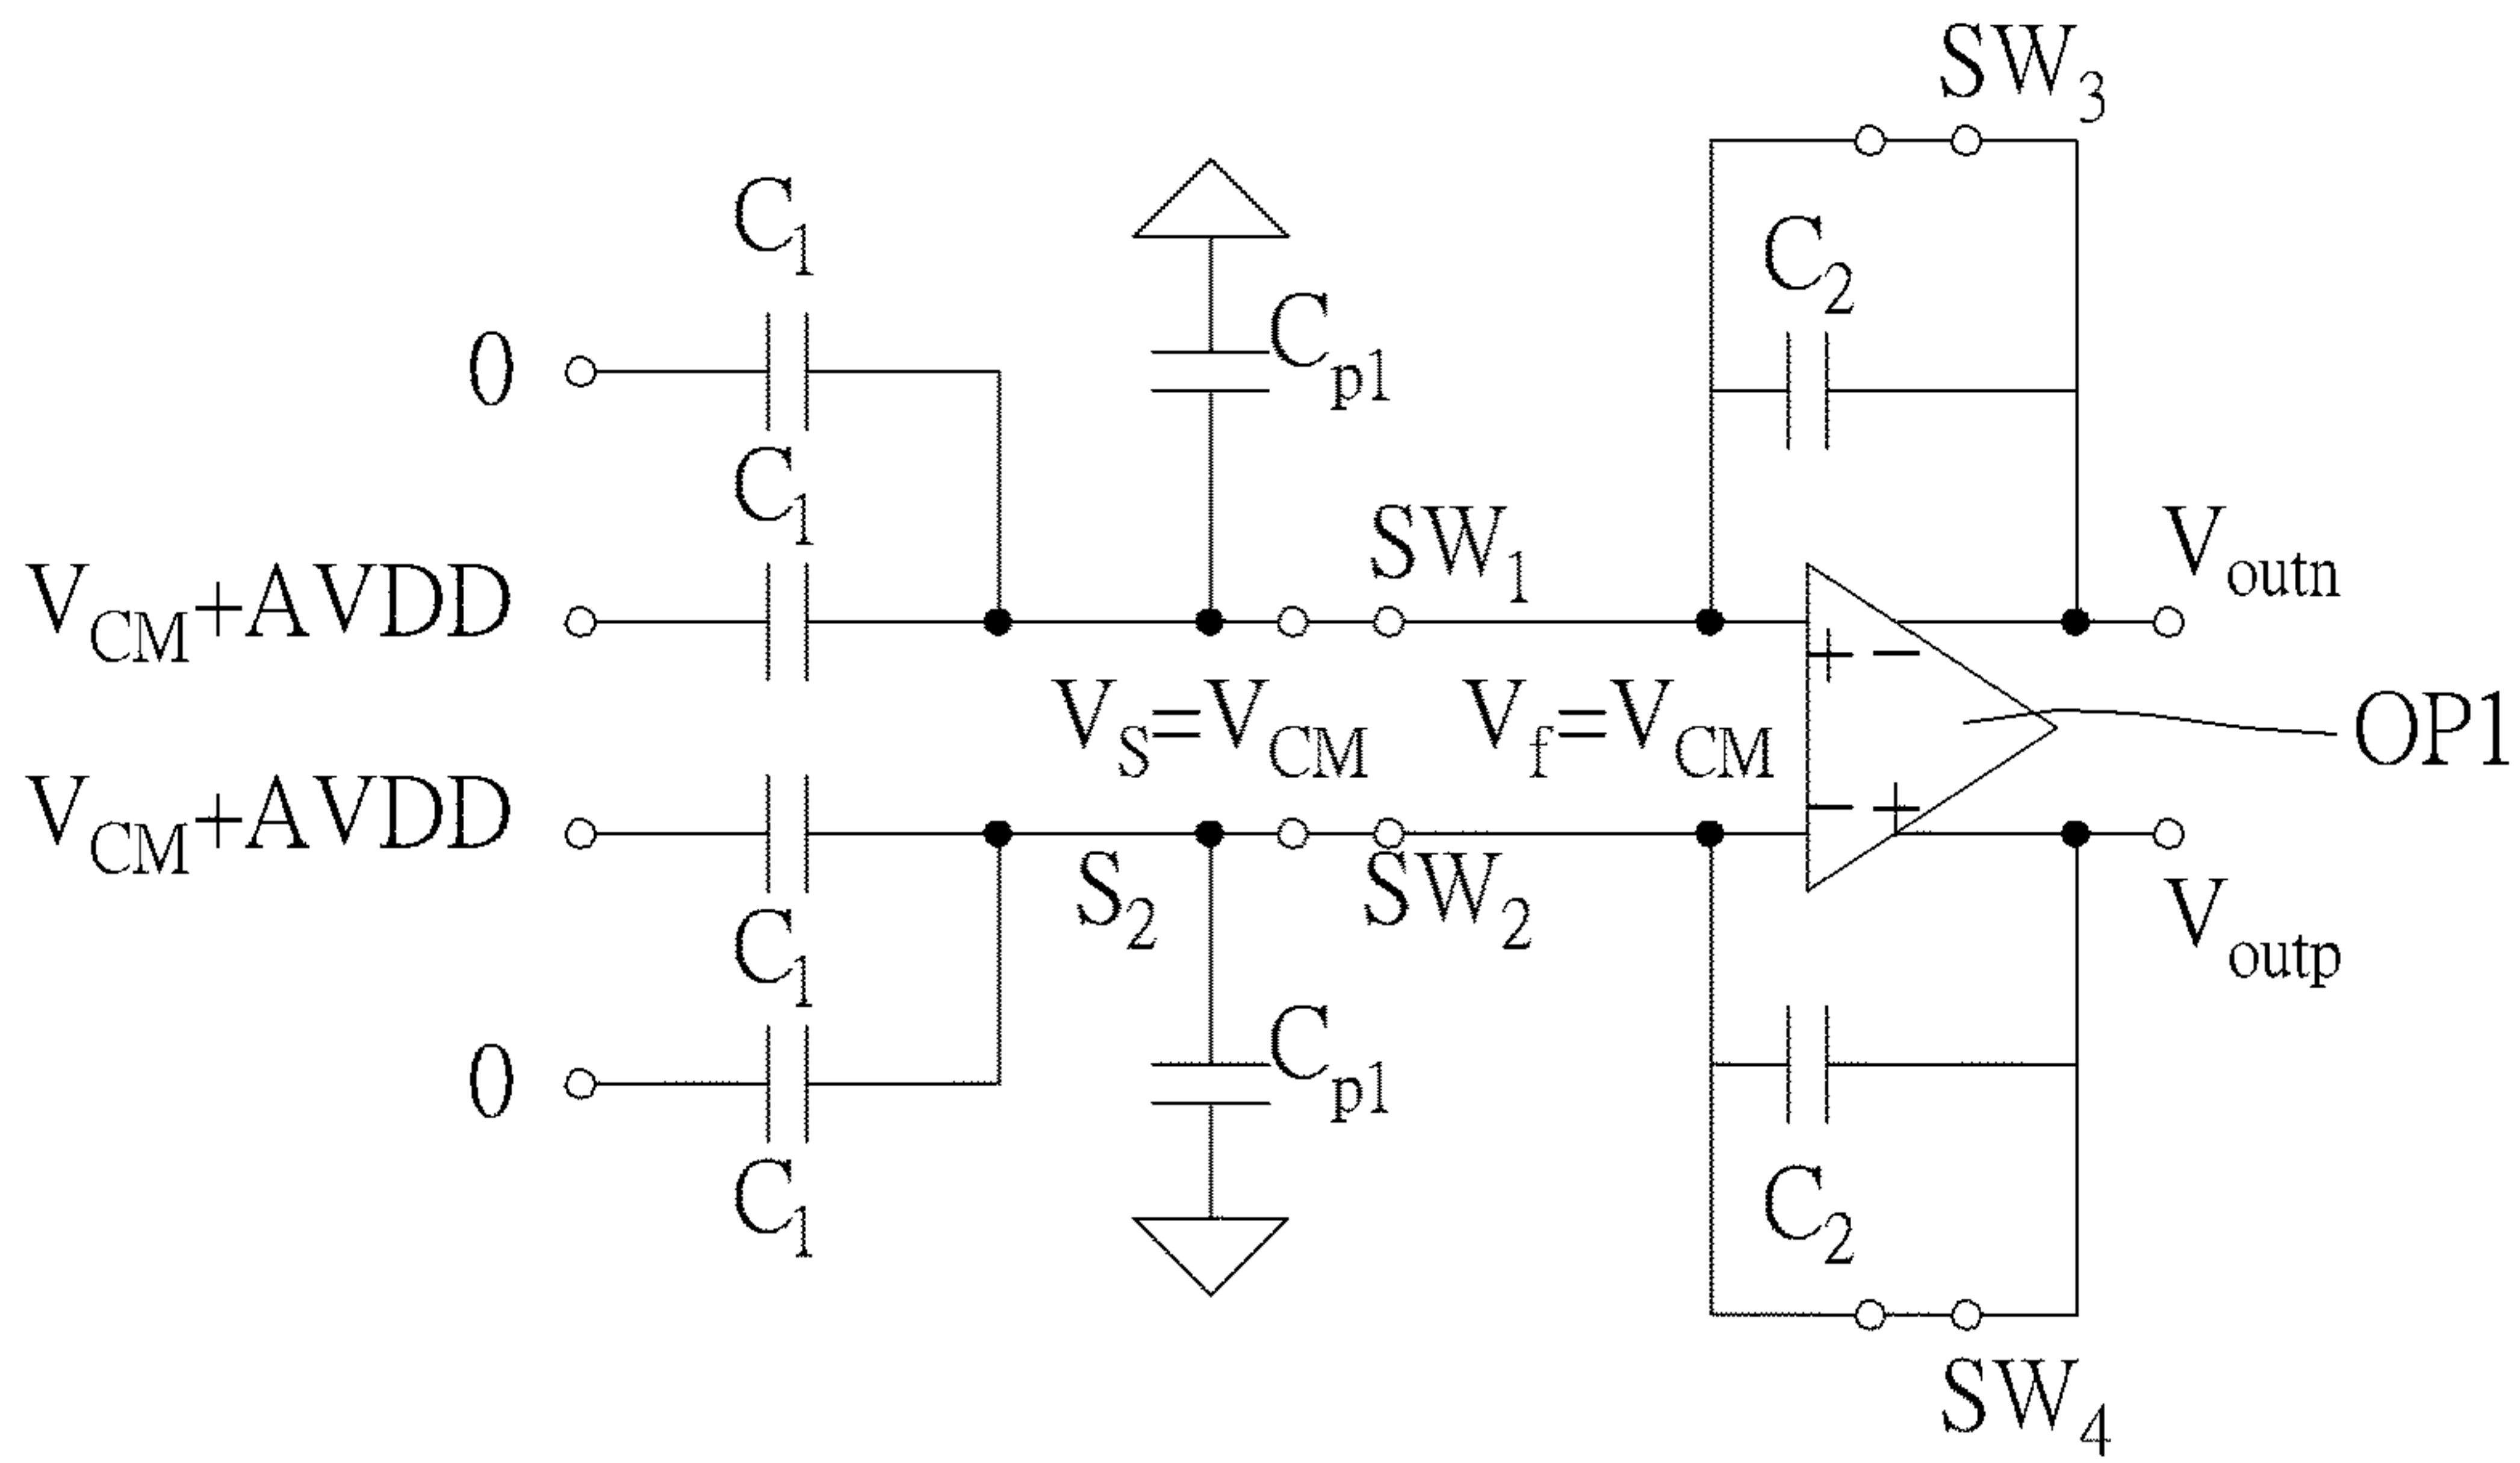 SW3
C1
C2
0
Cp1
C1
SW1
VCM+AVDD
Voutn
+ −
VS=VCM
Vf=VCM
OP1
VCM+AVDD
− +
S2
SW2
Voutp
C1
Cp1
0
C1
C2
SW4